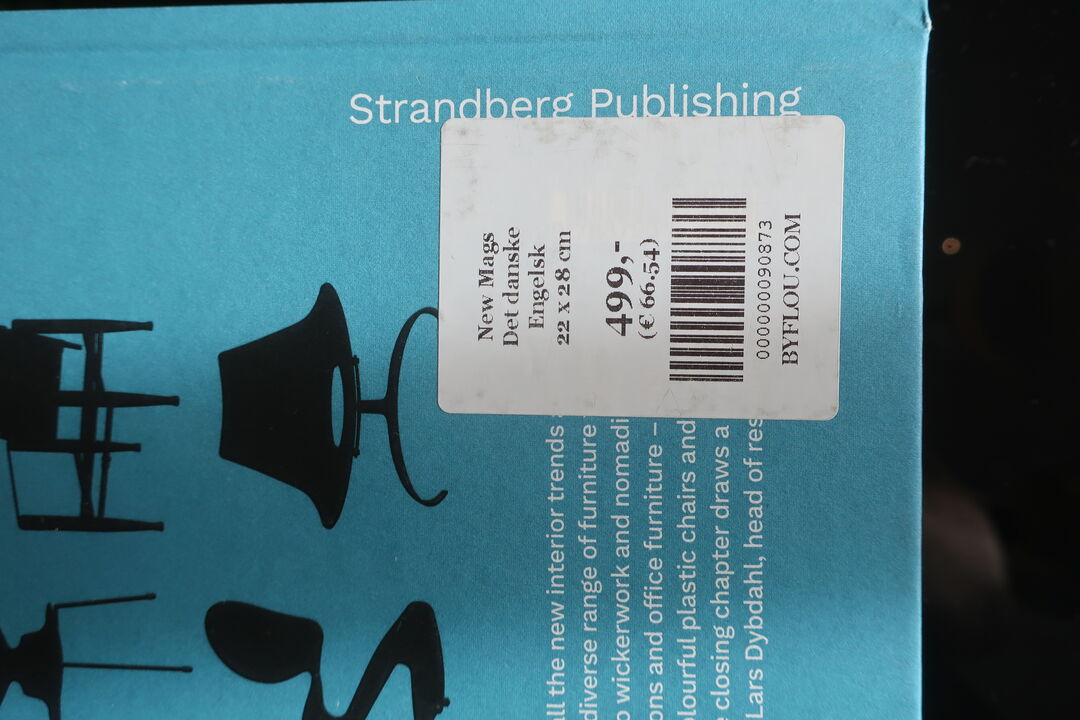 Strandberg Publishing
New Mags
Det danske
Engelsk
22 x 28 cm
499,-
(€ 66.54)
000000090873
BYFLOU.COM
all the new interior trends
diverse range of furniture
wickerwork and nomadi
ons and office furniture –
olourful plastic chairs and
closing chapter draws a
Lars Dybdahl, head of res